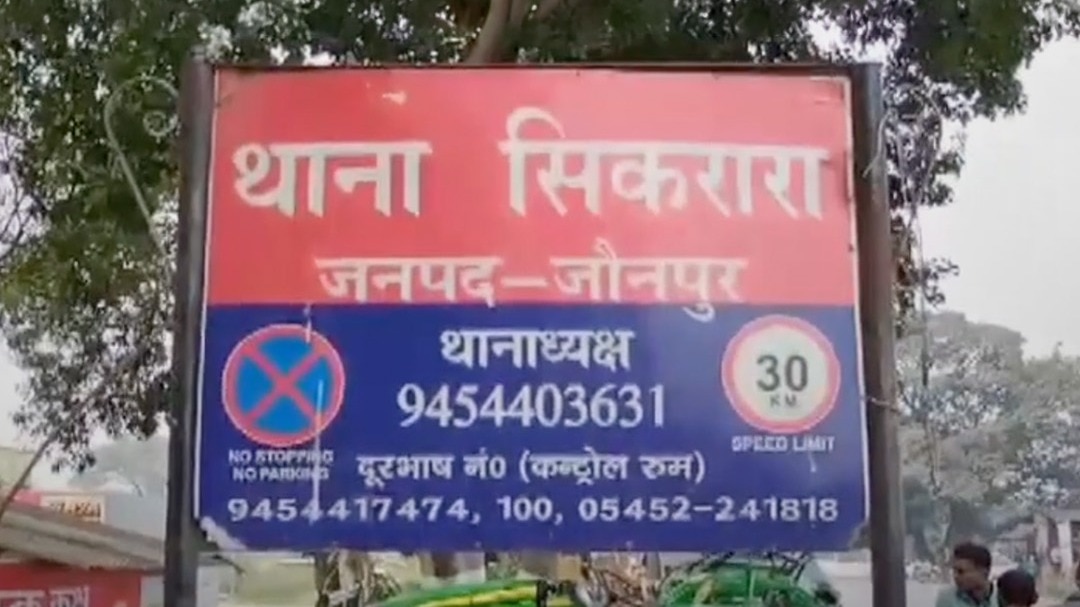 थाना सिकरारा
जनपद-जौनपुर
थानाध्यक्ष
9454403631
30
KM
SPEED LIMIT
NO STOPPING
NO PARKING
दूरभाष नं0 (कन्ट्रोल रुम)
9454417474, 100, 05452-241818